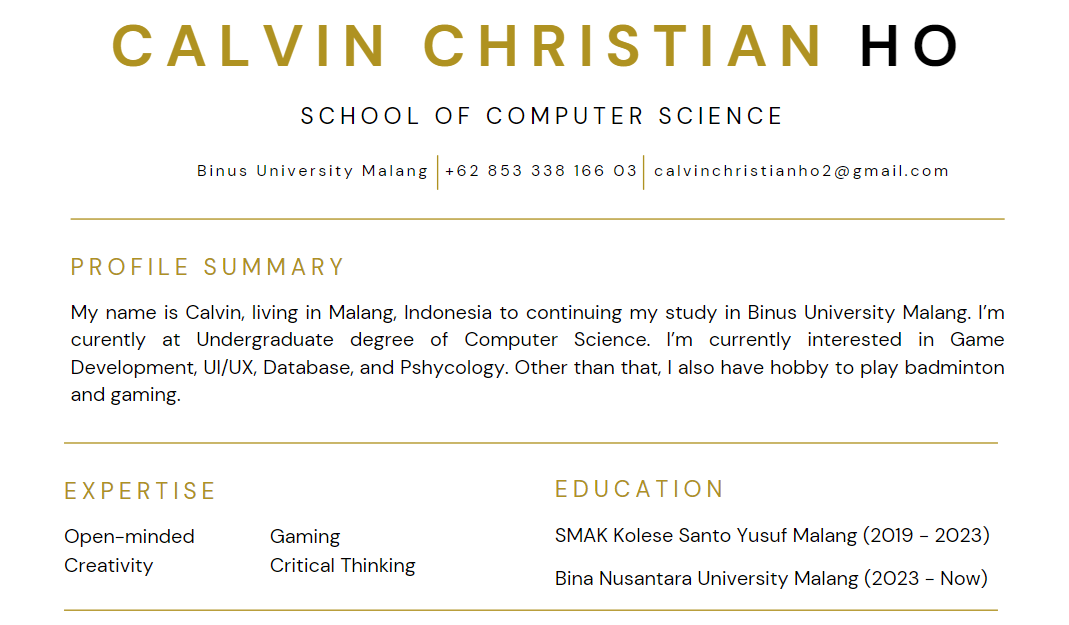 CALVIN CHRISTIAN HO
SCHOOL OF COMPUTER SCIENCE
Binus University Malang
+62 853 338 166 03
calvinchristianho2@gmail.com
PROFILE SUMMARY
My name is Calvin, living in Malang, Indonesia to continuing my study in Binus University Malang. I’m
curently at Undergraduate degree of Computer Science. I’m currently interested in Game
Development, UI/UX, Database, and Pshycology. Other than that, I also have hobby to play badminton
and gaming.
EXPERTISE
Open-minded
Gaming
Creativity
Critical Thinking
EDUCATION
SMAK Kolese Santo Yusuf Malang (2019 - 2023)
Bina Nusantara University Malang (2023 - Now)